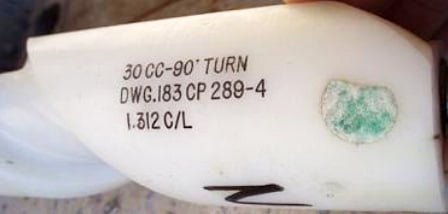 30 CC-90° TURN
DWG.183 CP 289-4
1.312 C/L
N